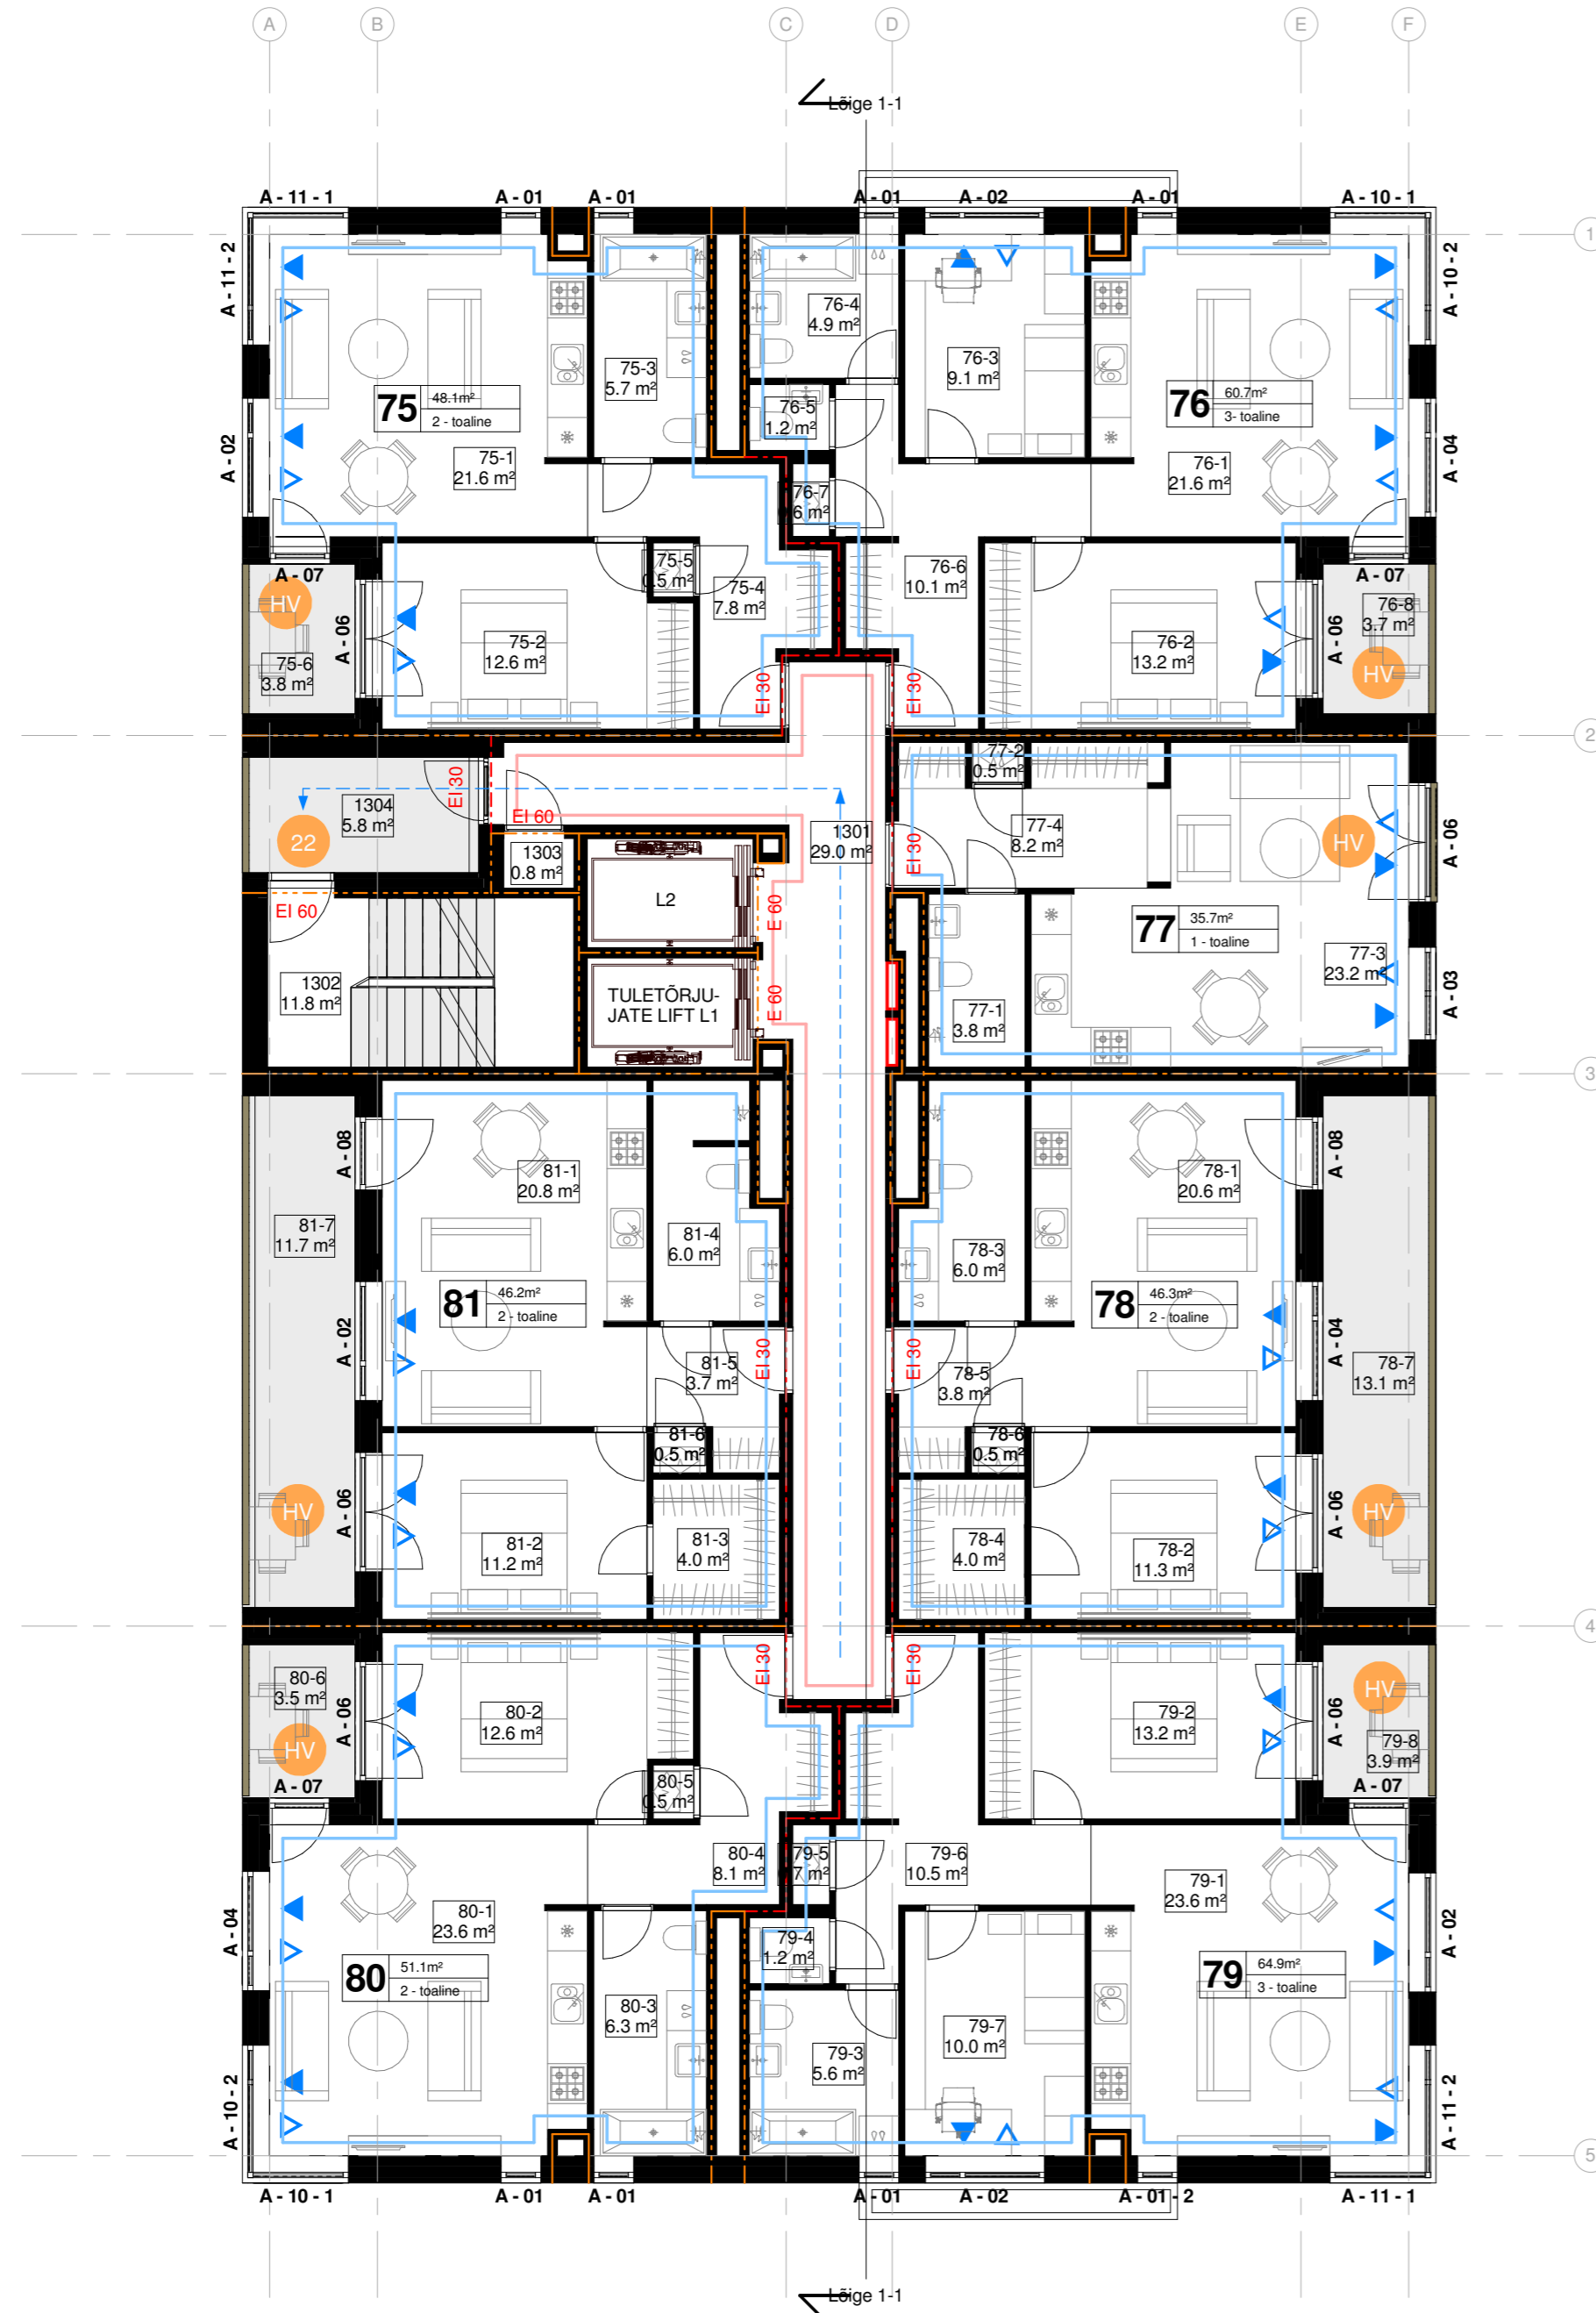 A
B
C
D
E
F
Lõige 1-1
A - 11 - 1
A - 01
A - 01
A - 01
A - 02
A - 01
A - 10 - 1
1
A - 11 - 2
A - 10 - 2
76-4
4.9 m²
75-3
5.7 m²
76-3
9.1 m²
75
48.1m²
2 - toaline
76
60.7m²
3- toaline
76-5
1.2 m²
A - 02
A - 04
75-1
21.6 m²
76-1
21.6 m²
76-7
75-5
0.5 m²
75-4
7.8 m²
76-6
10.1 m²
A - 07
A - 07
HV
A - 06
75-6
3.8 m²
75-2
12.6 m²
76-2
13.2 m²
A - 06
76-8
3.7 m²
HV
EI 30
EI 30
2
77-2
0.5 m²
EI 30
1304
5.8 m²
EI 60
22
1301
29.0 m²
77-4
8.2 m²
HV
A - 06
1303
0.8 m²
EI 30
L2
EI 60
E 60
77
35.7m²
1 - toaline
77-3
23.2 m²
A - 03
1302
11.8 m²
TULETÕRJU-
JATE LIFT L1
E 60
77-1
3.8 m²
3
A - 08
A - 08
81-1
20.8 m²
78-1
20.6 m²
81-7
11.7 m²
81-4
6.0 m²
78-3
6.0 m²
81
46.2m²
2 - toaline
78
46.3m²
2 - toaline
A - 02
A - 04
81-5
3.7 m²
EI 30
EI 30
78-5
3.8 m²
78-7
13.1 m²
81-6
0.5 m²
78-6
0.5 m²
HV
A - 06
A - 06
HV
81-2
11.2 m²
81-3
4.0 m²
78-4
4.0 m²
78-2
11.3 m²
4
EI 30
EI 30
80-6
3.5 m²
A - 06
HV
80-2
12.6 m²
79-2
13.2 m²
A - 06
HV
79-8
3.9 m²
A - 07
80-5
0.5 m²
A - 07
80-4
8.1 m²
79-5
79-6
10.5 m²
79-1
23.6 m²
A - 04
80-1
23.6 m²
79-4
1.2 m²
A - 02
80
51.1m²
2 - toaline
79
64.9m²
3 - toaline
80-3
6.3 m²
79-3
5.6 m²
79-7
10.0 m²
A - 10 - 2
A - 11 - 2
5
A - 10 - 1
A - 01
A - 01
A - 01
A - 02
A - 01 - 2
A - 11 - 1
Lõige 1-1